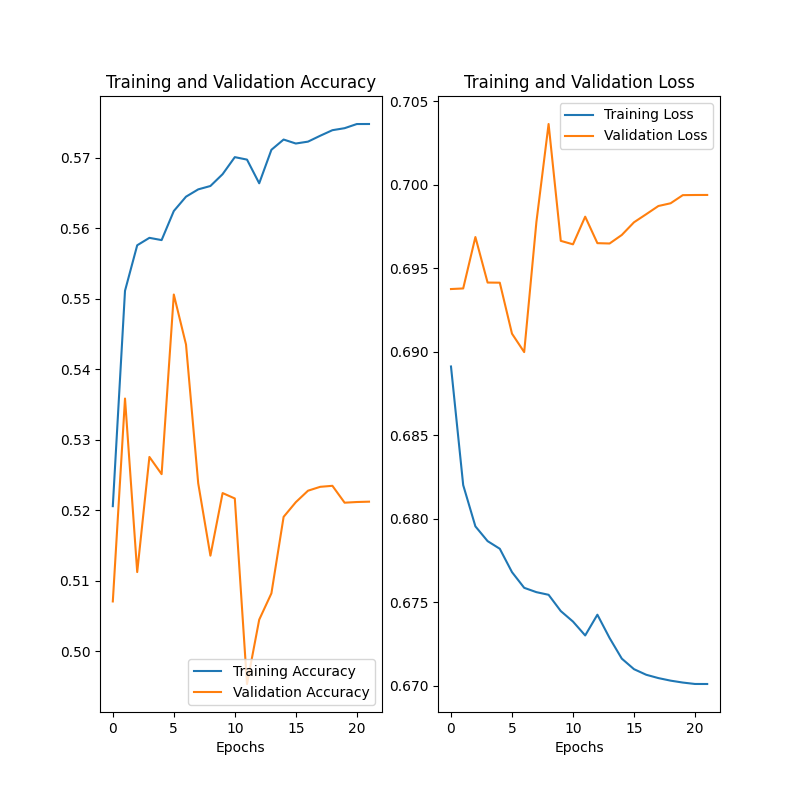 Training and Validation Accuracy
0.57
0.56
0.55
0.54
0.53
0.52
0.51
0.50
Training Accuracy
Validation Accuracy
0 5 10 15 20
Epochs
Training and Validation Loss
0.705
0.700
0.695
0.690
0.685
0.680
0.675
0.670
Training Loss
Validation Loss
0 5 10 15 20
Epochs